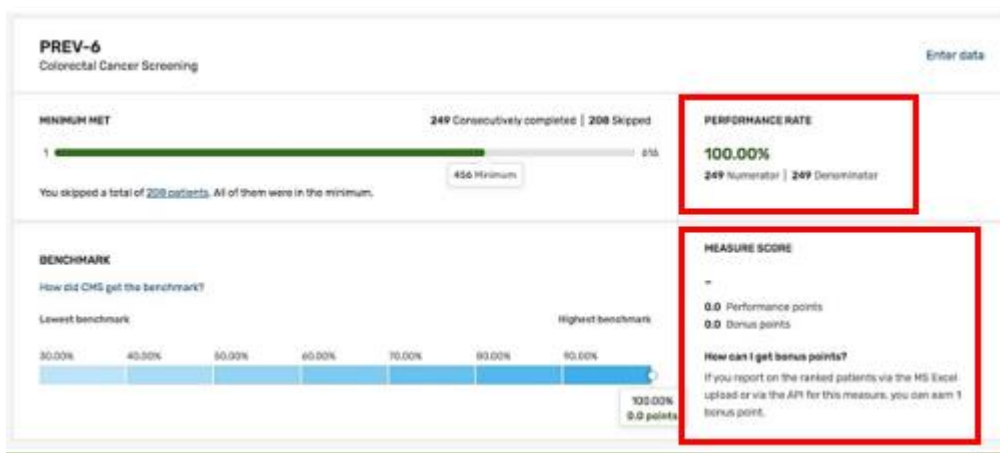 PREV-6
Colorectal Cancer Screening
Enter data
MINIMUM MET
249 Consecutively completed | 208 Skipped
1
616
456 Minimum
You skipped a total of 208 patients. All of them were in the minimum.
PERFORMANCE RATE
100.00%
249 Numerator | 249 Denominator
BENCHMARK
How did CMS get the benchmark?
Lowest benchmark
Highest benchmark
30.00% 40.00% 50.00% 60.00% 70.00% 80.00% 90.00%
100.00%
0.0 points
MEASURE SCORE
-
0.0 Performance points
0.0 Bonus points
How can I get bonus points?
If you report on the ranked patients via the MS Excel
upload or via the API for this measure, you can earn 1
bonus point.